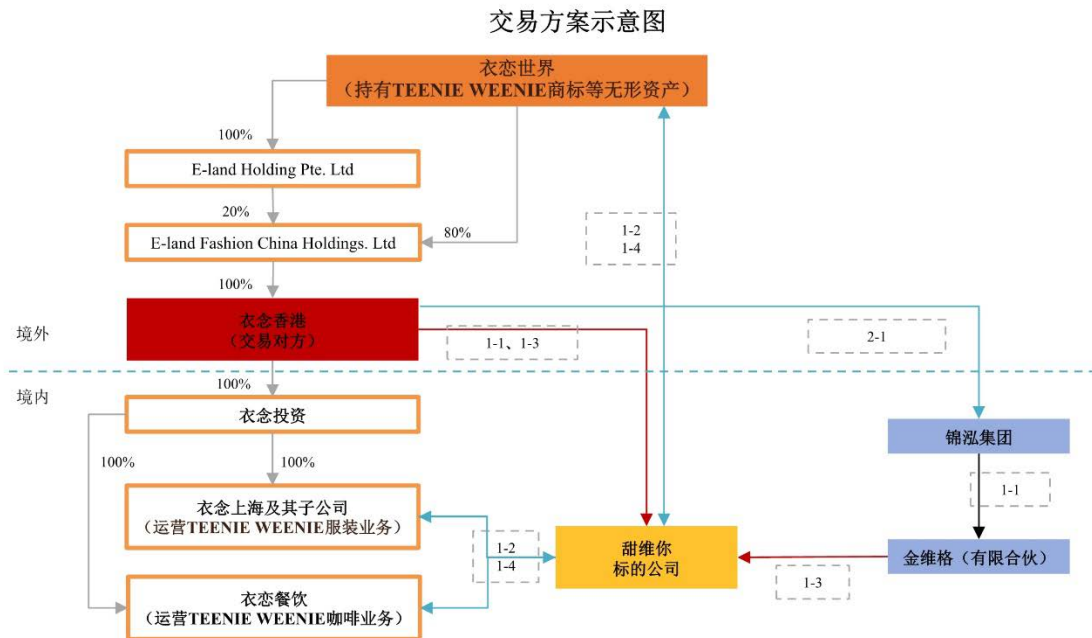 交易方案示意图
衣恋世界
（持有TEENIE WEENIE商标等无形资产）
100%
E-land Holding Pte. Ltd
20%
E-land Fashion China Holdings. Ltd
80%
1-2
1-4
100%
衣念香港
（交易对方）
境外
1-1、1-3
2-1
境内
100%
衣念投资
100%
100%
锦泓集团
1-1
衣念上海及其子公司
（运营TEENIE WEENIE服装业务）
1-2
1-4
甜维你
标的公司
1-3
金维格（有限合伙）
衣恋餐饮
（运营TEENIE WEENIE咖啡业务）